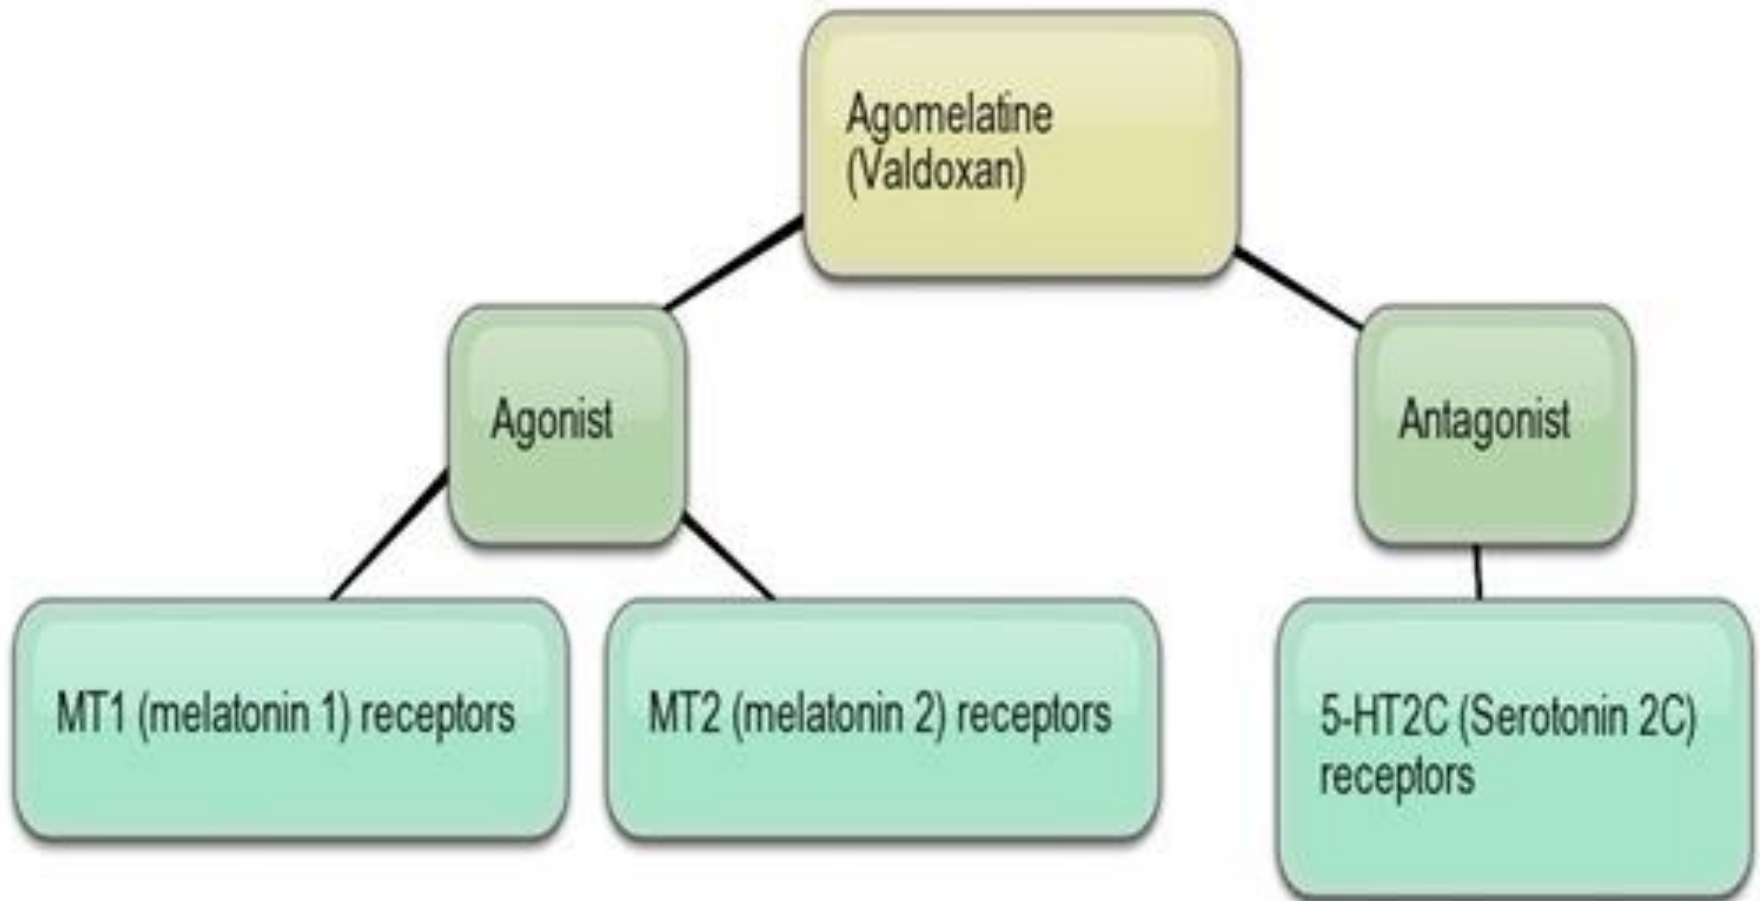 Agomelatine
(Valdoxan)
Agonist
Antagonist
MT1 (melatonin 1) receptors
MT2 (melatonin 2) receptors
5-HT2C (Serotonin 2C)
receptors